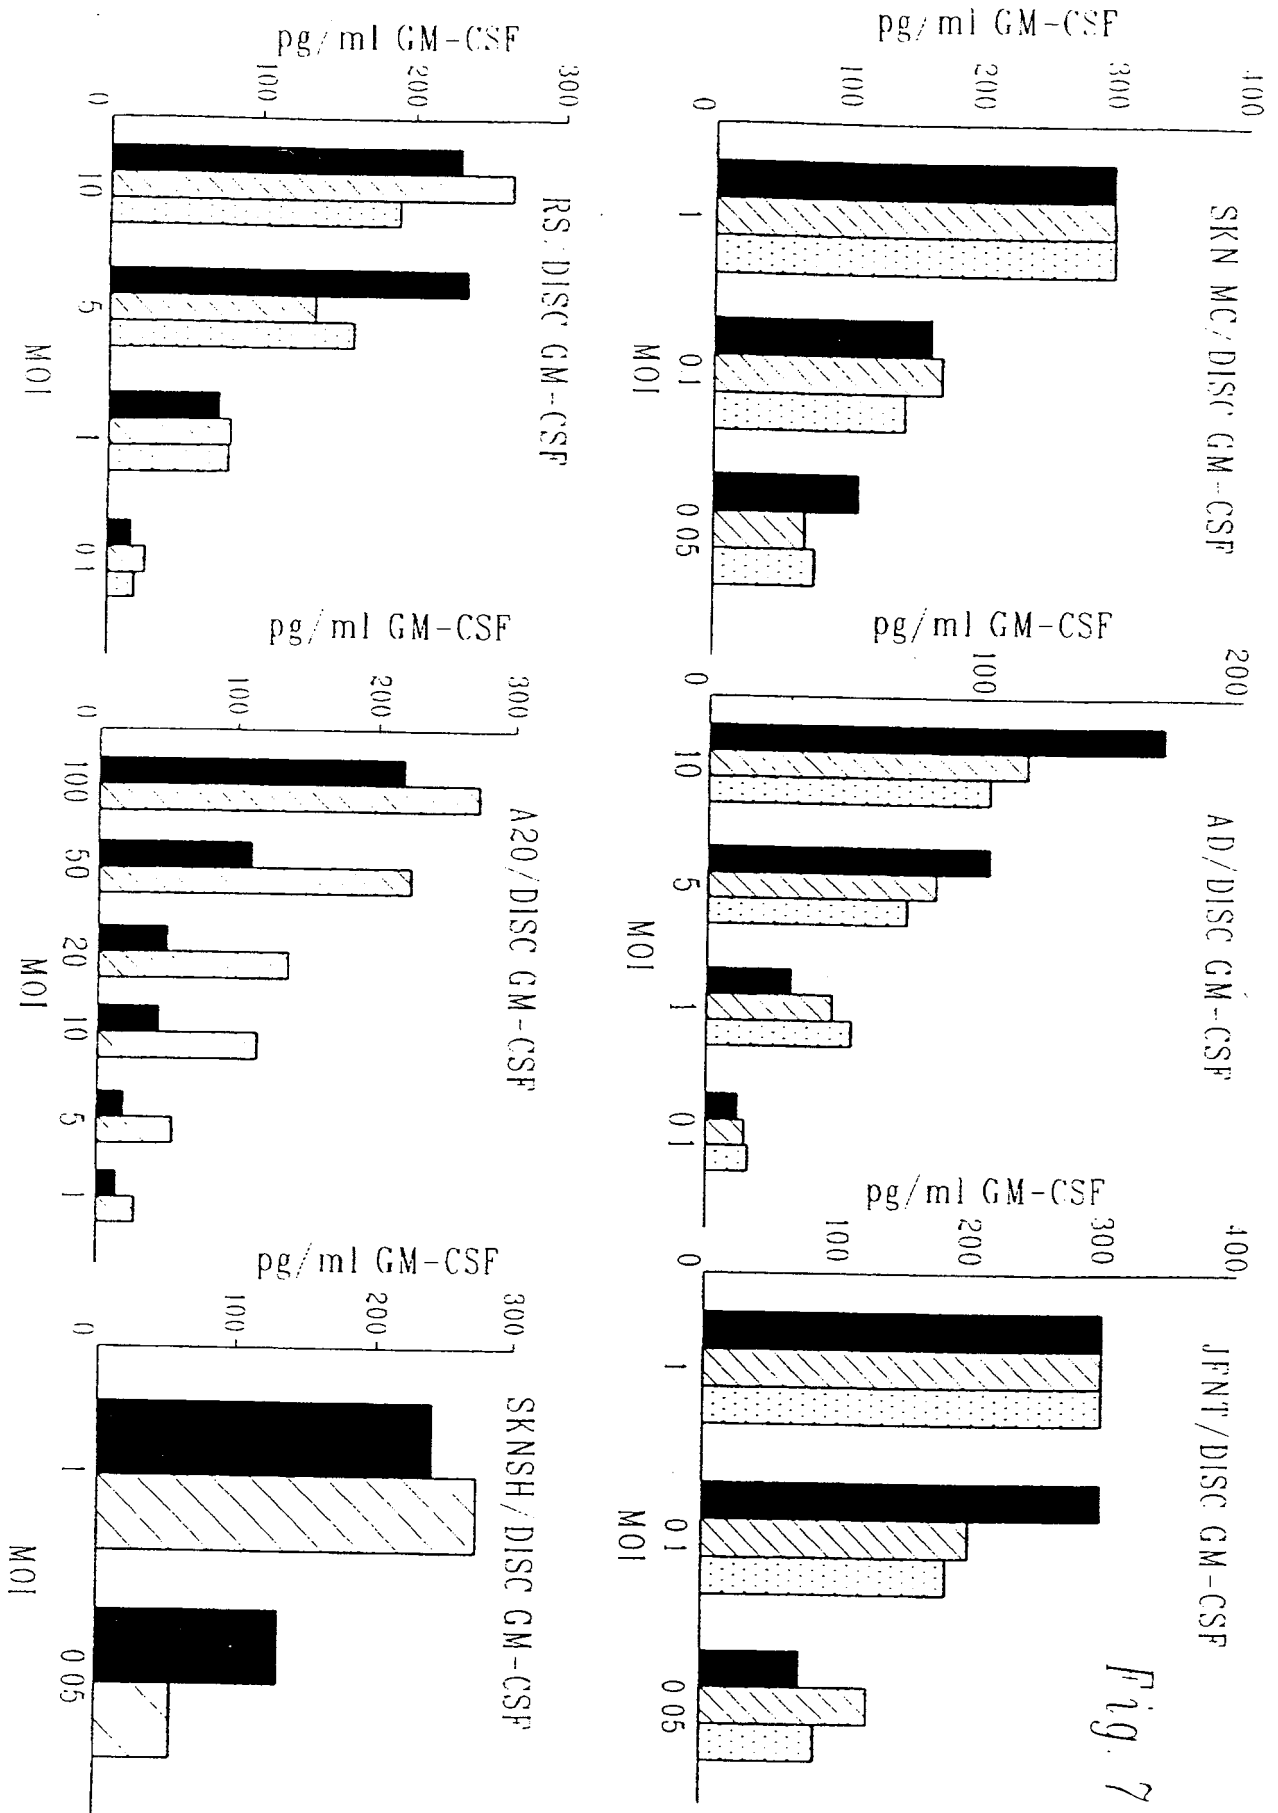 Fig. 7
SKN MC/DISC GM-CSF
pg/ml GM-CSF
400
300
200
100
0
1
0.1
0.05
MOI
AD/DISC GM-CSF
pg/ml GM-CSF
200
100
0
10
5
1
0.1
MOI
JFNT/DISC GM-CSF
pg/ml GM-CSF
400
300
200
100
0
1
0.1
0.05
MOI
RS/DISC GM-CSF
pg/ml GM-CSF
300
200
100
0
10
5
1
0.1
MOI
A20/DISC GM-CSF
pg/ml GM-CSF
300
200
100
0
100
50
20
10
5
1
MOI
SKNSH/DISC GM-CSF
pg/ml GM-CSF
300
200
100
0
1
0.05
MOI